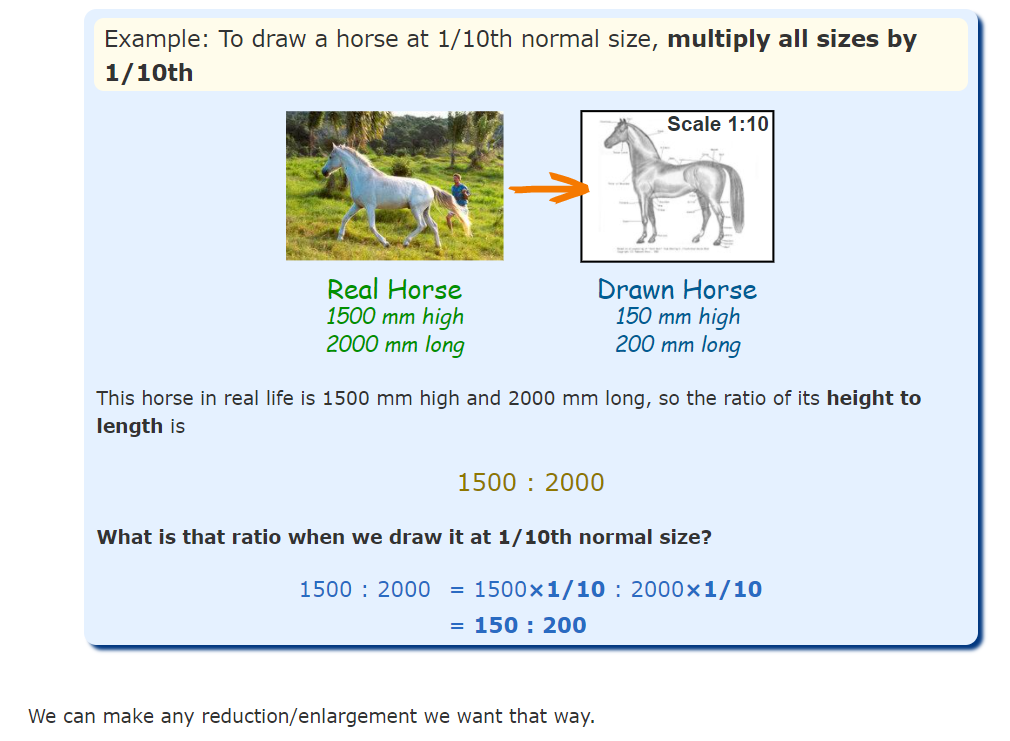 Example: To draw a horse at 1/10th normal size, multiply all sizes by
1/10th
Scale 1:10
Real Horse
1500 mm high
2000 mm long
Drawn Horse
150 mm high
200 mm long
This horse in real life is 1500 mm high and 2000 mm long, so the ratio of its height to
length is
1500 : 2000
What is that ratio when we draw it at 1/10th normal size?
1500 : 2000 = 1500×1/10 : 2000×1/10
= 150 : 200
We can make any reduction/enlargement we want that way.